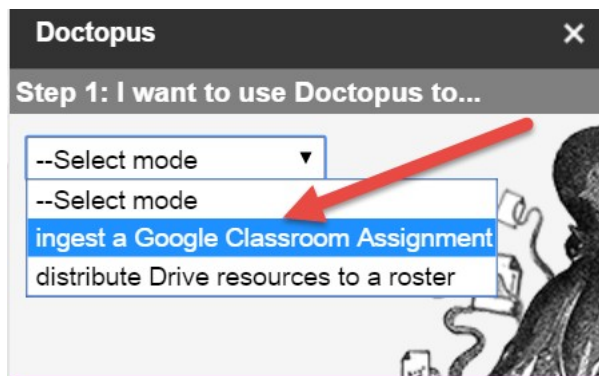 Doctopus ×
Step 1: I want to use Doctopus to...
--Select mode
--Select mode
ingest a Google Classroom Assignment
distribute Drive resources to a roster